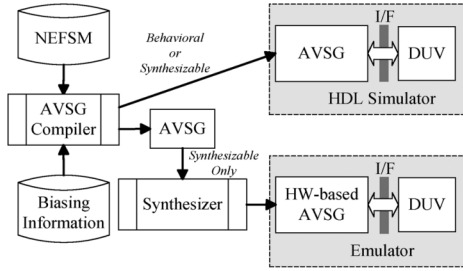 NEFSM
Behavioral
or
Synthesizable
I/F
AVSG
DUV
HDL Simulator
AVSG
Compiler
AVSG
Synthesizable
Only
Biasing
Information
Synthesizer
I/F
HW-based
AVSG
DUV
Emulator